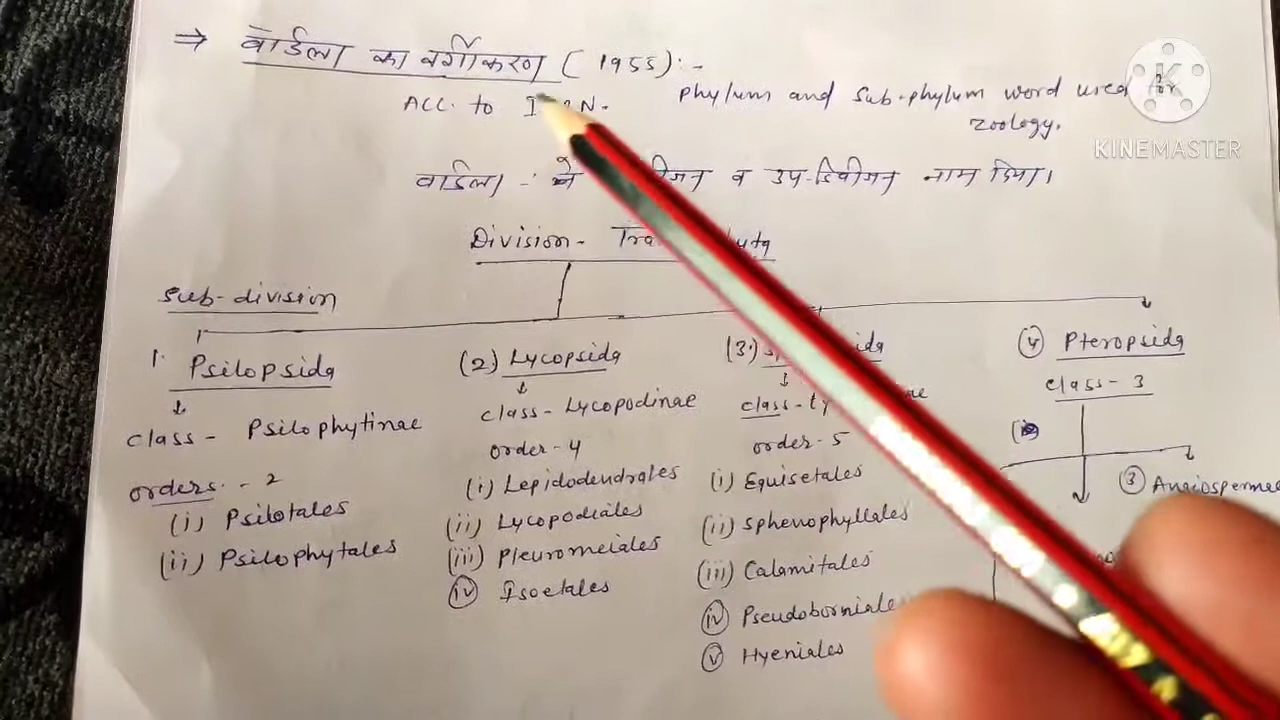 ⇒ वार्डला का वर्गीकरण (1955):-
Acc. to
phylum and sub-phylum word used for
zoology.
वार्डला -: ने व उप-डिवीजन नाम दिया।
Division-
Sub-division
1. Psilopsida
(2) Lycopsida
(3.)
(4) Pteropsida
class - Psilophytinae
class-Lycopodinae
class-
class- 3
orders:- 2
order-4
order-5
(i) Psilotales
(i) Lepidodendrales
(i) Equisetales
(3) Angiospermae
(ii) Psilophytales
(ii) Lycopodiales
(ii) Sphenophyllales
(iii) Pleuromeiales
(iii) Calamitales
(iv) Isoetales
(iv) Pseudoborniales
(v) Hyeniales
K
KINEMASTER